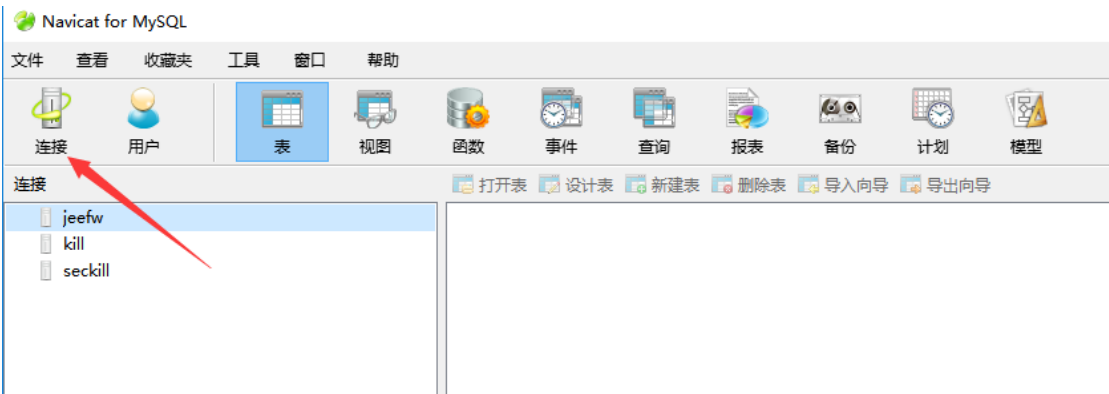 Navicat for MySQL
文件 查看 收藏夹 工具 窗口 帮助
连接 用户 表 视图 函数 事件 查询 报表 备份 计划 模型
连接 打开表 设计表 新建表 删除表 导入向导 导出向导
jeefw
kill
seckill